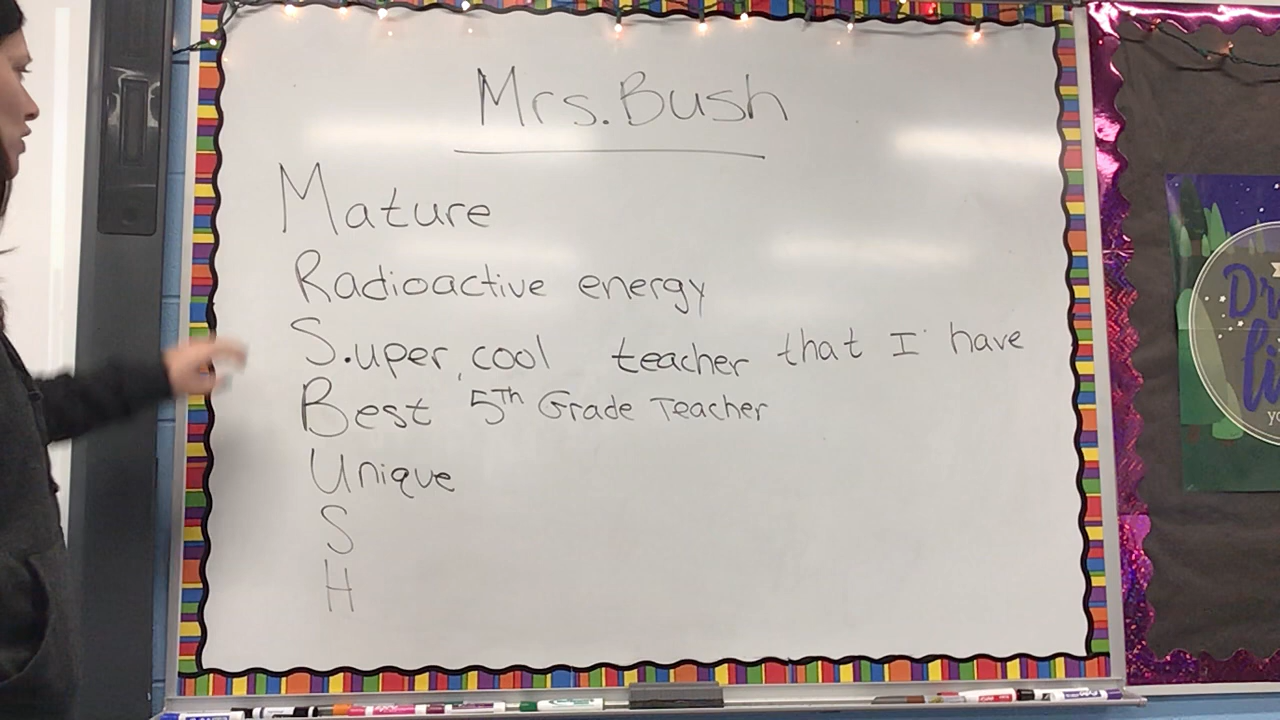 Mrs. Bush
Mature
Radioactive energy
S.uper, cool teacher that I have
Best 5Th Grade Teacher
Unique
S
H